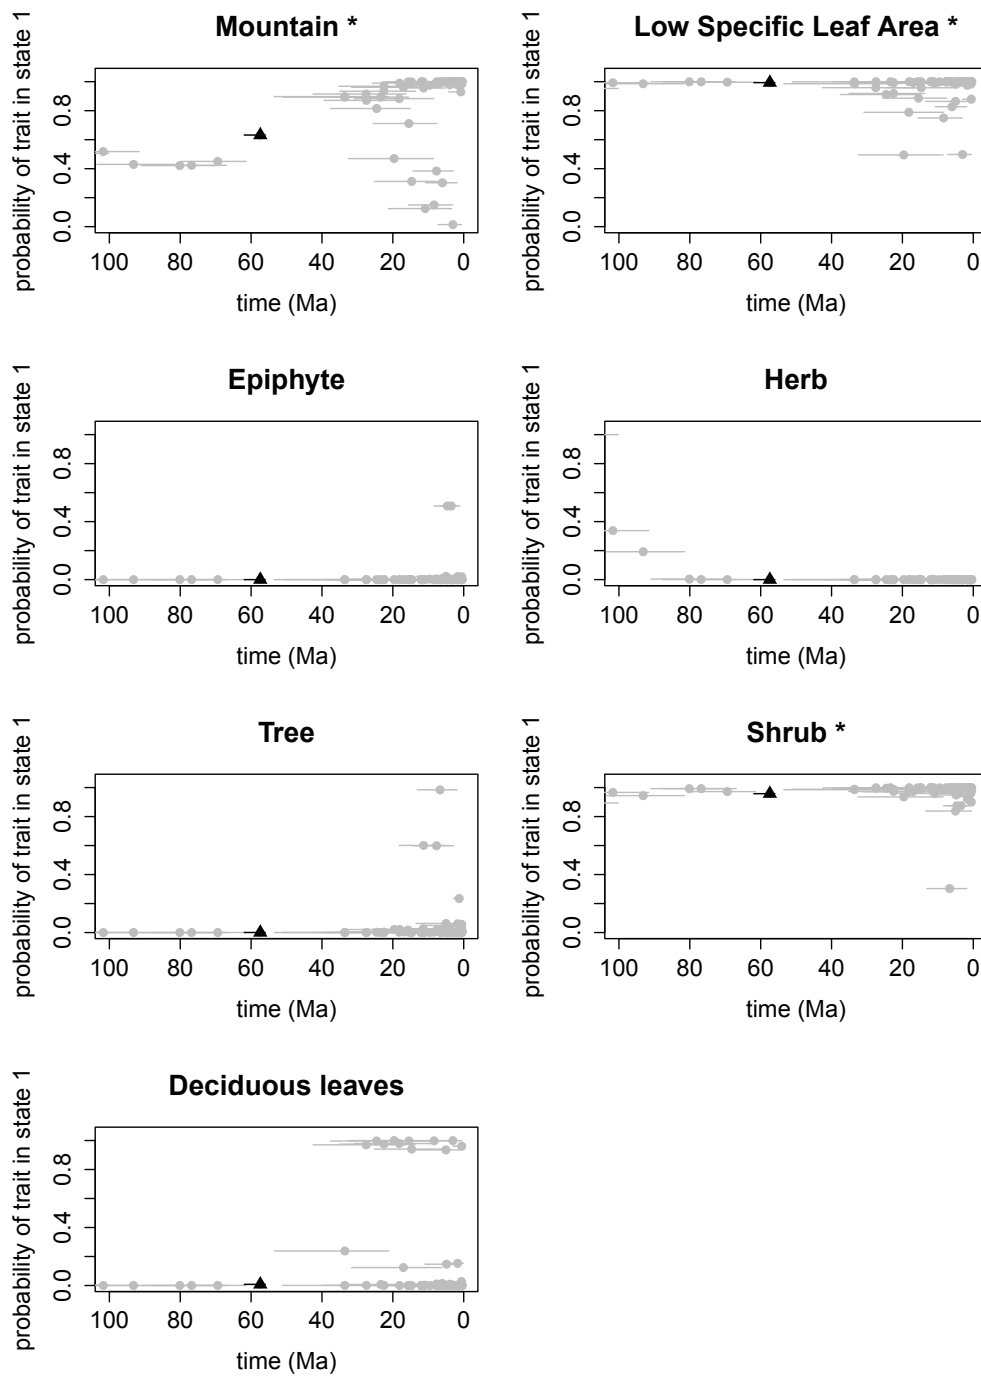 Mountain *
probability of trait in state 1
0.0 0.4 0.8
100 80 60 40 20 0
time (Ma)
Low Specific Leaf Area *
probability of trait in state 1
0.0 0.4 0.8
100 80 60 40 20 0
time (Ma)
Epiphyte
probability of trait in state 1
0.0 0.4 0.8
100 80 60 40 20 0
time (Ma)
Herb
probability of trait in state 1
0.0 0.4 0.8
100 80 60 40 20 0
time (Ma)
Tree
probability of trait in state 1
0.0 0.4 0.8
100 80 60 40 20 0
time (Ma)
Shrub *
probability of trait in state 1
0.0 0.4 0.8
100 80 60 40 20 0
time (Ma)
Deciduous leaves
probability of trait in state 1
0.0 0.4 0.8
100 80 60 40 20 0
time (Ma)